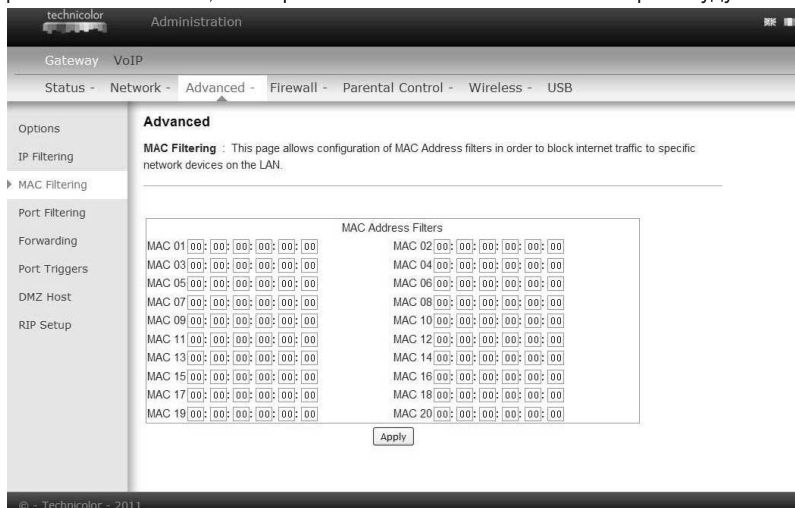 technicolor
Administration
Gateway VoIP
Status - Network - Advanced - Firewall - Parental Control - Wireless - USB
Options
IP Filtering
MAC Filtering
Port Filtering
Forwarding
Port Triggers
DMZ Host
RIP Setup
Advanced
MAC Filtering : This page allows configuration of MAC Address filters in order to block internet traffic to specific
network devices on the LAN.
MAC Address Filters
MAC 01 00: 00: 00: 00: 00: 00 MAC 02 00: 00: 00: 00: 00: 00
MAC 03 00: 00: 00: 00: 00: 00 MAC 04 00: 00: 00: 00: 00: 00
MAC 05 00: 00: 00: 00: 00: 00 MAC 06 00: 00: 00: 00: 00: 00
MAC 07 00: 00: 00: 00: 00: 00 MAC 08 00: 00: 00: 00: 00: 00
MAC 09 00: 00: 00: 00: 00: 00 MAC 10 00: 00: 00: 00: 00: 00
MAC 11 00: 00: 00: 00: 00: 00 MAC 12 00: 00: 00: 00: 00: 00
MAC 13 00: 00: 00: 00: 00: 00 MAC 14 00: 00: 00: 00: 00: 00
MAC 15 00: 00: 00: 00: 00: 00 MAC 16 00: 00: 00: 00: 00: 00
MAC 17 00: 00: 00: 00: 00: 00 MAC 18 00: 00: 00: 00: 00: 00
MAC 19 00: 00: 00: 00: 00: 00 MAC 20 00: 00: 00: 00: 00: 00
Apply
© - Technicolor - 2011